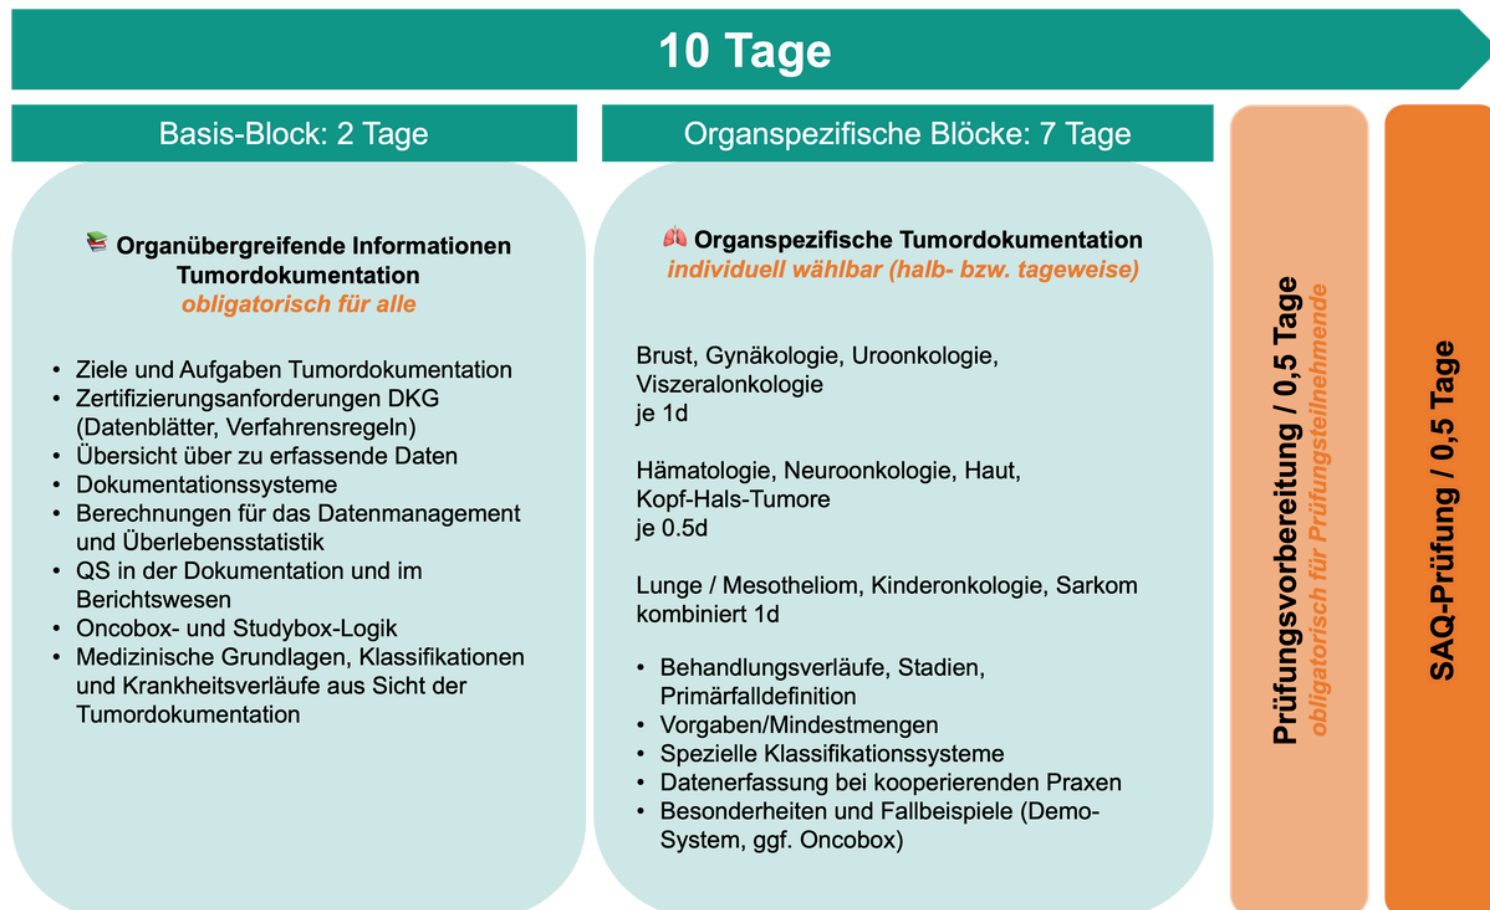 10 Tage
Basis-Block: 2 Tage
Organübergreifende Informationen
Tumordokumentation
obligatorisch für alle
• Ziele und Aufgaben Tumordokumentation
• Zertifizierungsanforderungen DKG
(Datenblätter, Verfahrensregeln)
• Übersicht über zu erfassende Daten
• Dokumentationssysteme
• Berechnungen für das Datenmanagement
und Überlebensstatistik
• QS in der Dokumentation und im
Berichtswesen
• Oncobox- und Studybox-Logik
• Medizinische Grundlagen, Klassifikationen
und Krankheitsverläufe aus Sicht der
Tumordokumentation
Organspezifische Blöcke: 7 Tage
Organspezifische Tumordokumentation
individuell wählbar (halb- bzw. tageweise)
Brust, Gynäkologie, Uroonkologie,
Viszeralonkologie
je 1d
Hämatologie, Neuroonkologie, Haut,
Kopf-Hals-Tumore
je 0.5d
Lunge / Mesotheliom, Kinderonkologie, Sarkom
kombiniert 1d
• Behandlungsverläufe, Stadien,
Primärfalldefinition
• Vorgaben/Mindestmengen
• Spezielle Klassifikationssysteme
• Datenerfassung bei kooperierenden Praxen
• Besonderheiten und Fallbeispiele (Demo-
System, ggf. Oncobox)
Prüfungsvorbereitung / 0,5 Tage
obligatorisch für Prüfungsteilnehmende
SAQ-Prüfung / 0,5 Tage